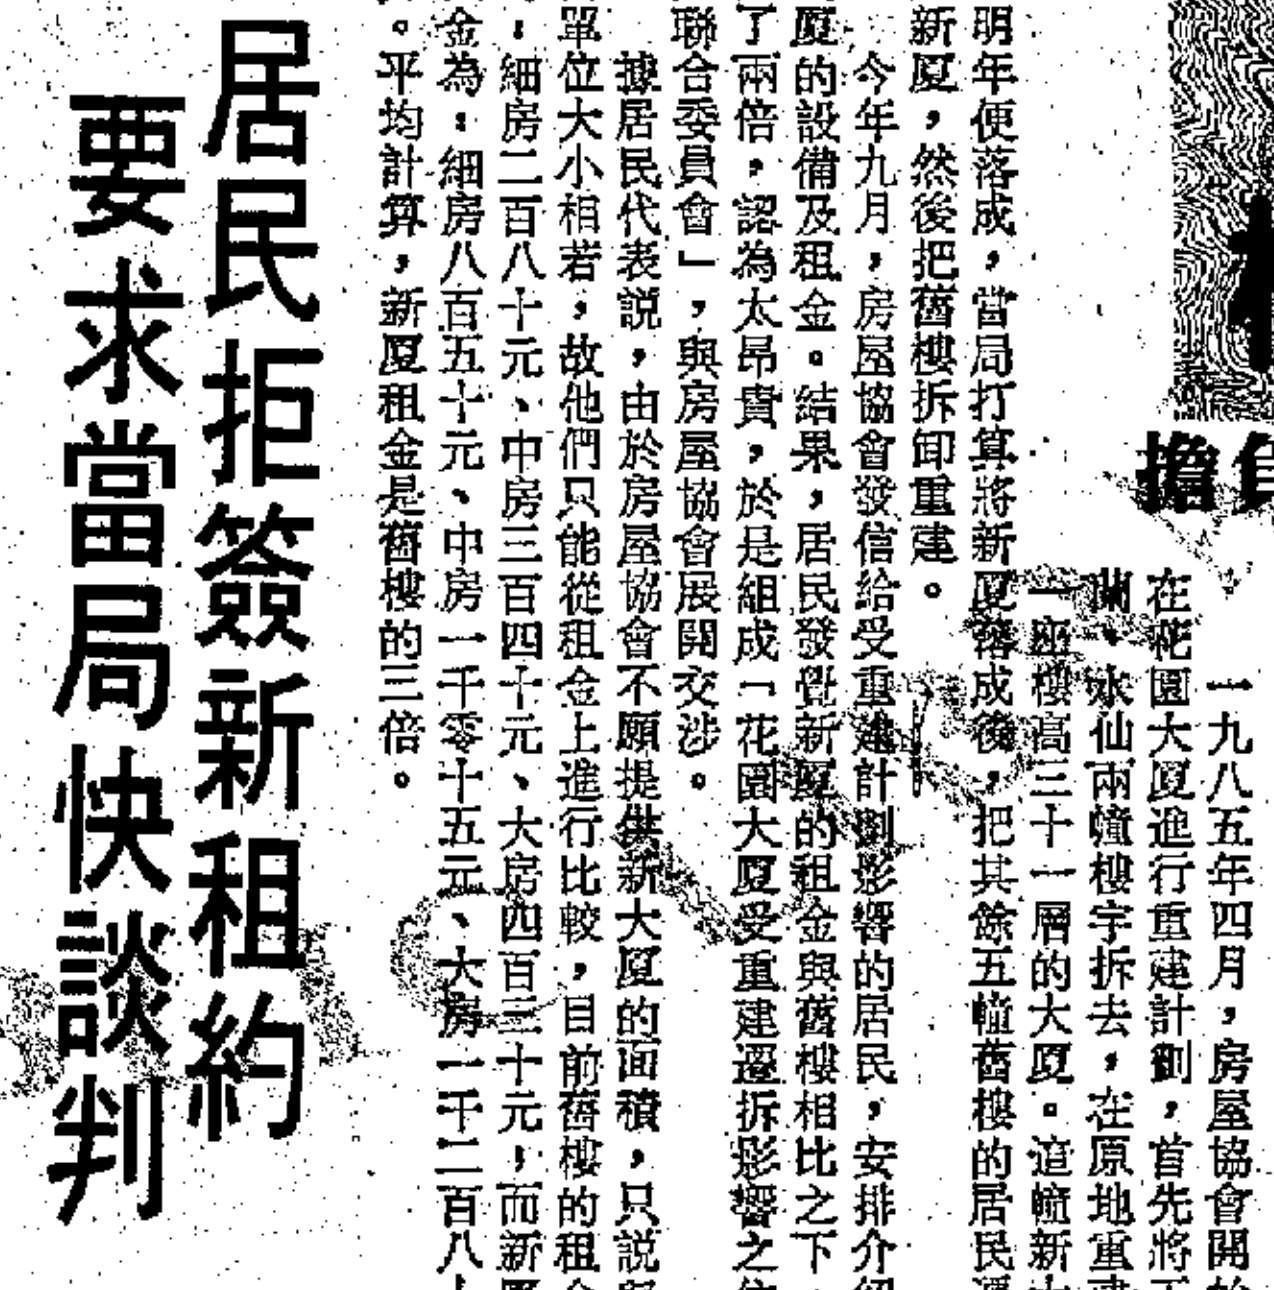 擔負
一九八五年四月，房屋協會開始
在花園大廈進行重建計劃，首先將
蘭、水仙兩幢樓宇拆去，在原地重建
一座樓高三十一層的大廈。這幢新
明年便落成，當局打算將新廈落成後，把其餘五幢舊樓的居民
新廈，然後把舊樓拆卸重建。
今年九月，房屋協會發信給受重建計劃影響的居民，安排介紹
廈的設備及租金。結果，居民發覺新廈的租金與舊樓相比之下，
了兩倍，認為太昂貴，於是組成「花園大廈受重建遷拆影響之
聯合委員會」，與房屋協會展開交涉。
據居民代表說，由於房屋協會不願提供新大廈的面積，只說
單位大小相若，故他們只能從租金上進行比較，目前舊樓的租
：細房二百八十元、中房三百四十元、大房四百三十元，而新
金為：細房八百五十元、中房一千零十五元、大房一千二百八
。平均計算，新廈租金是舊樓的三倍。
居民拒簽新租約
要求當局快談判